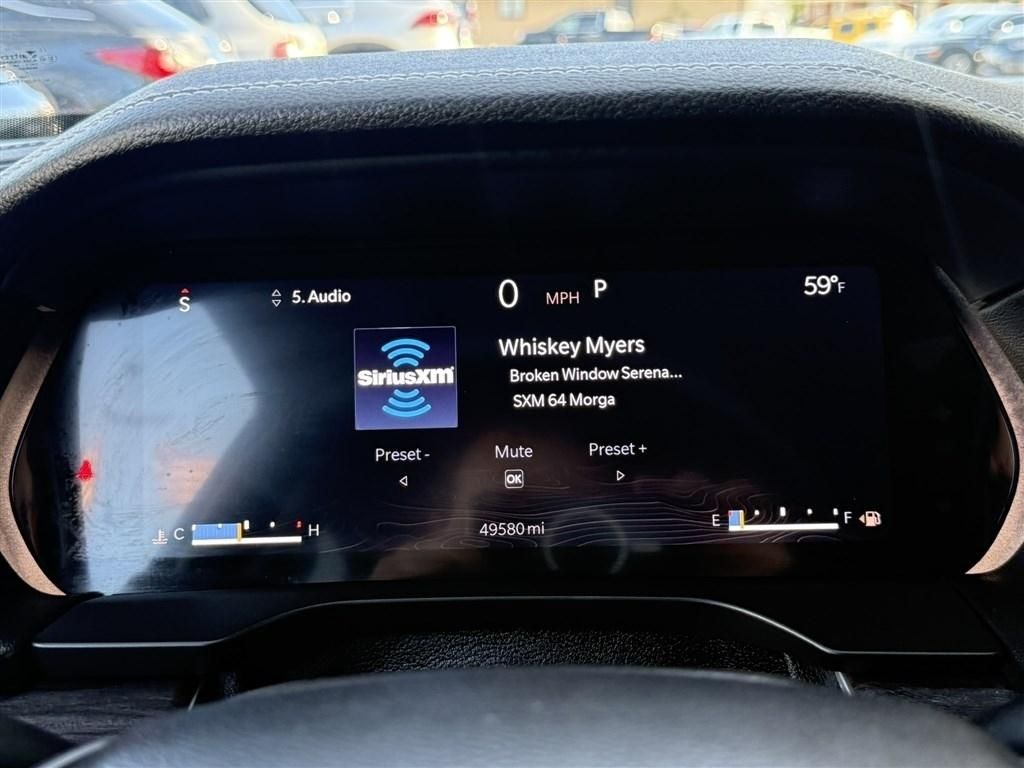 S
5. Audio
0 MPH P
59°F
SiriusXM
Whiskey Myers
Broken Window Serena...
SXM 64 Morga
Preset -
Mute
Preset +
OK
C H
49580 mi
E F